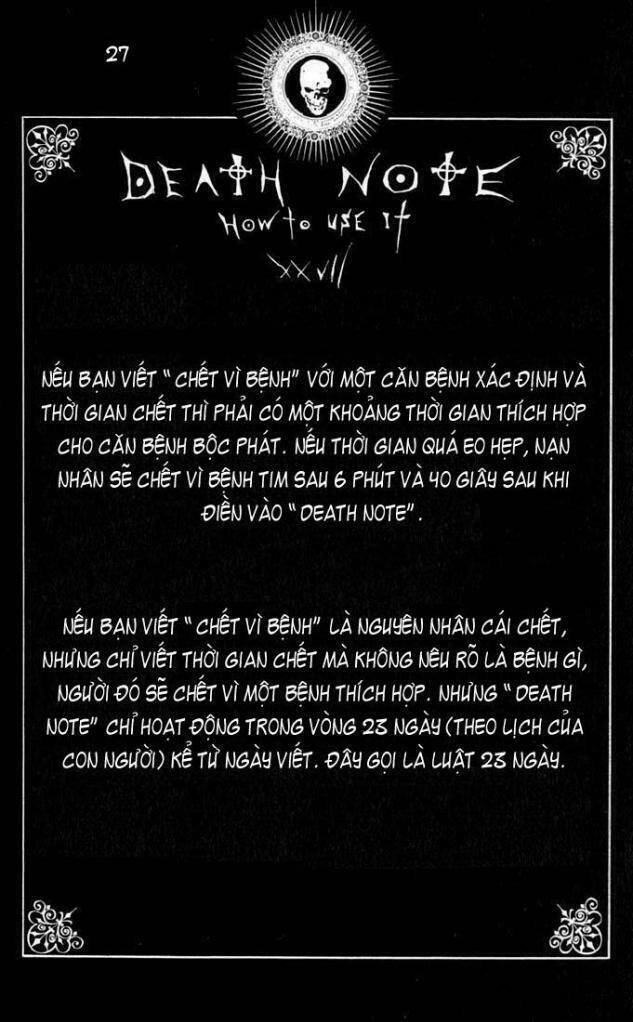 27
DEATH NOTE
HOW to USE IT
XXVII
NẾU BẠN VIẾT “ CHẾT VÌ BỆNH” VỚI MỘT CĂN BỆNH XÁC ĐỊNH VÀ
THỜI GIAN CHẾT THÌ PHẢI CÓ MỘT KHOẢNG THỜI GIAN THÍCH HỢP
CHO CĂN BỆNH BỘC PHÁT. NẾU THỜI GIAN QUÁ EO HẸP, NẠN
NHÂN SẼ CHẾT VÌ BỆNH TIM SAU 6 PHÚT VÀ 40 GIÂY SAU KHI
ĐIỀN VÀO “ DEATH NOTE”.
NẾU BẠN VIẾT “ CHẾT VÌ BỆNH” LÀ NGUYÊN NHÂN CÁI CHẾT,
NHƯNG CHỈ VIẾT THỜI GIAN CHẾT MÀ KHÔNG NÊU RÕ LÀ BỆNH GÌ,
NGƯỜI ĐÓ SẼ CHẾT VÌ MỘT BỆNH THÍCH HỢP. NHƯNG “ DEATH
NOTE” CHỈ HOẠT ĐỘNG TRONG VÒNG 23 NGÀY (THEO LỊCH CỦA
CON NGƯỜI) KỂ TỪ NGÀY VIẾT. ĐÂY GỌI LÀ LUẬT 23 NGÀY.